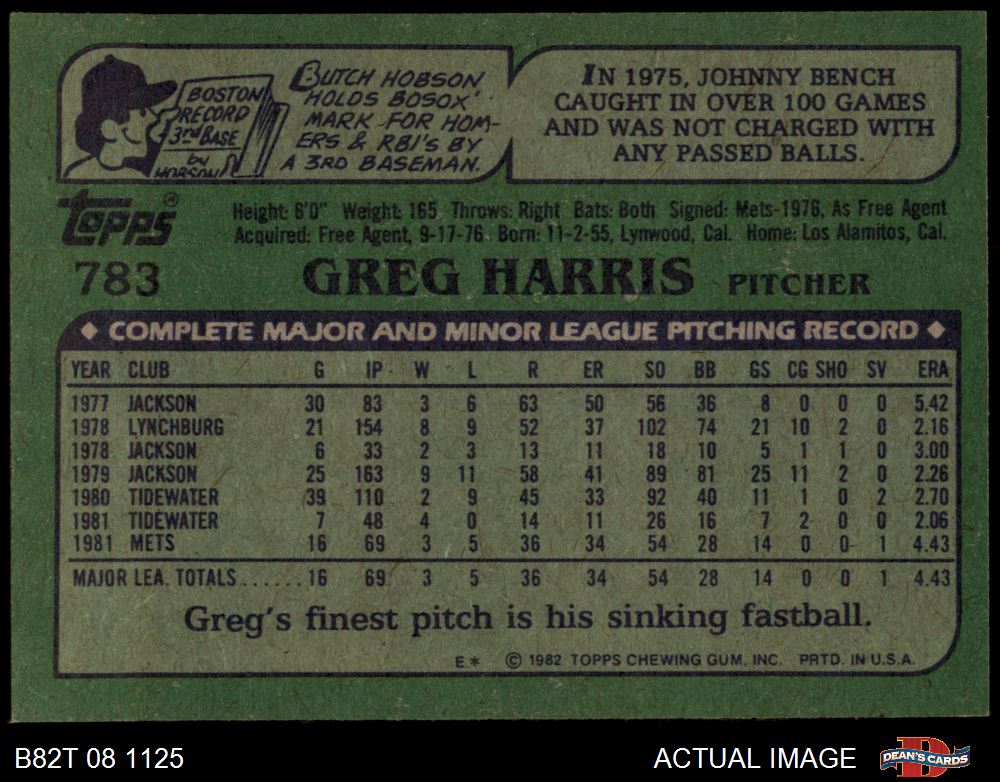 BOSTON
RECORD
3rd BASE
by
HOBSON
BUTCH HOBSON
HOLDS BOSOX'
MARK FOR HOM-
ERS & RBI'S BY
A 3RD BASEMAN.
IN 1975, JOHNNY BENCH
CAUGHT IN OVER 100 GAMES
AND WAS NOT CHARGED WITH
ANY PASSED BALLS.
topps®
Height: 6'0" Weight: 165 Throws: Right Bats: Both Signed: Mets-1976, As Free Agent
Acquired: Free Agent, 9-17-76 Born: 11-2-55, Lynwood, Cal. Home: Los Alamitos, Cal.
783 GREG HARRIS PITCHER
◆ COMPLETE MAJOR AND MINOR LEAGUE PITCHING RECORD ◆
YEAR CLUB G IP W L R ER SO BB GS CG SHO SV ERA
1977 JACKSON 30 83 3 6 63 50 56 36 8 0 0 0 5.42
1978 LYNCHBURG 21 154 8 9 52 37 102 74 21 10 2 0 2.16
1978 JACKSON 6 33 2 3 13 11 18 10 5 1 1 0 3.00
1979 JACKSON 25 163 9 11 58 41 89 81 25 11 2 0 2.26
1980 TIDEWATER 39 110 2 9 45 33 92 40 11 1 0 2 2.70
1981 TIDEWATER 7 48 4 0 14 11 26 16 7 2 0 0 2.06
1981 METS 16 69 3 5 36 34 54 28 14 0 0 1 4.43
MAJOR LEA. TOTALS......16 69 3 5 36 34 54 28 14 0 0 1 4.43
Greg's finest pitch is his sinking fastball.
E* © 1982 TOPPS CHEWING GUM, INC. PRTD. IN U.S.A.
B82T 08 1125 ACTUAL IMAGE
DEAN'S CARDS